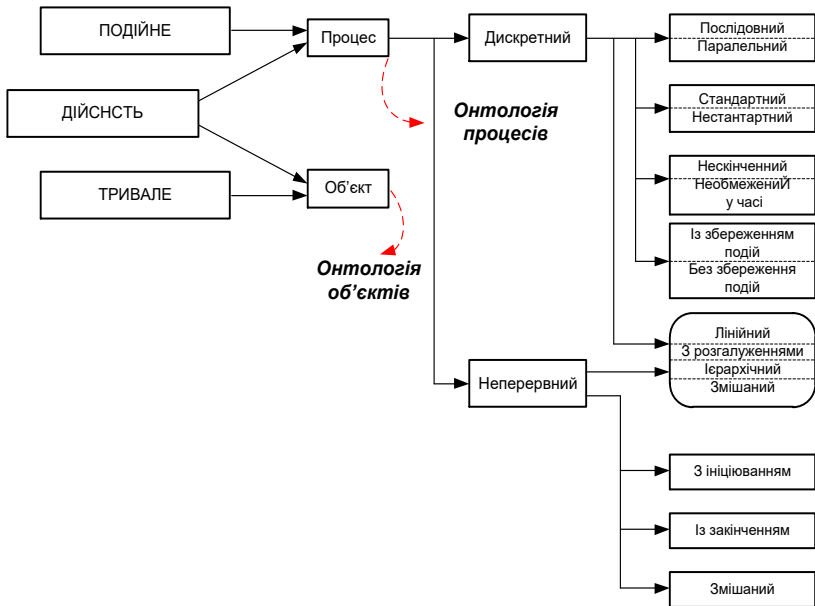 ПОДІЙНЕ
ДІЙСНСТЬ
ТРИВАЛЕ
Процес
Об’єкт
Онтологія
процесів
Онтологія
об’єктів
Дискретний
Неперервний
Послідовний
Паралельний
Стандартний
Нестантартний
Нескінченний
НеобмежениЙ
у часі
Із збереженням
подій
Без збереження
подій
Лінійний
З розгалуженнями
Ієрархічний
Змішаний
З ініціюванням
Із закінченням
Змішаний